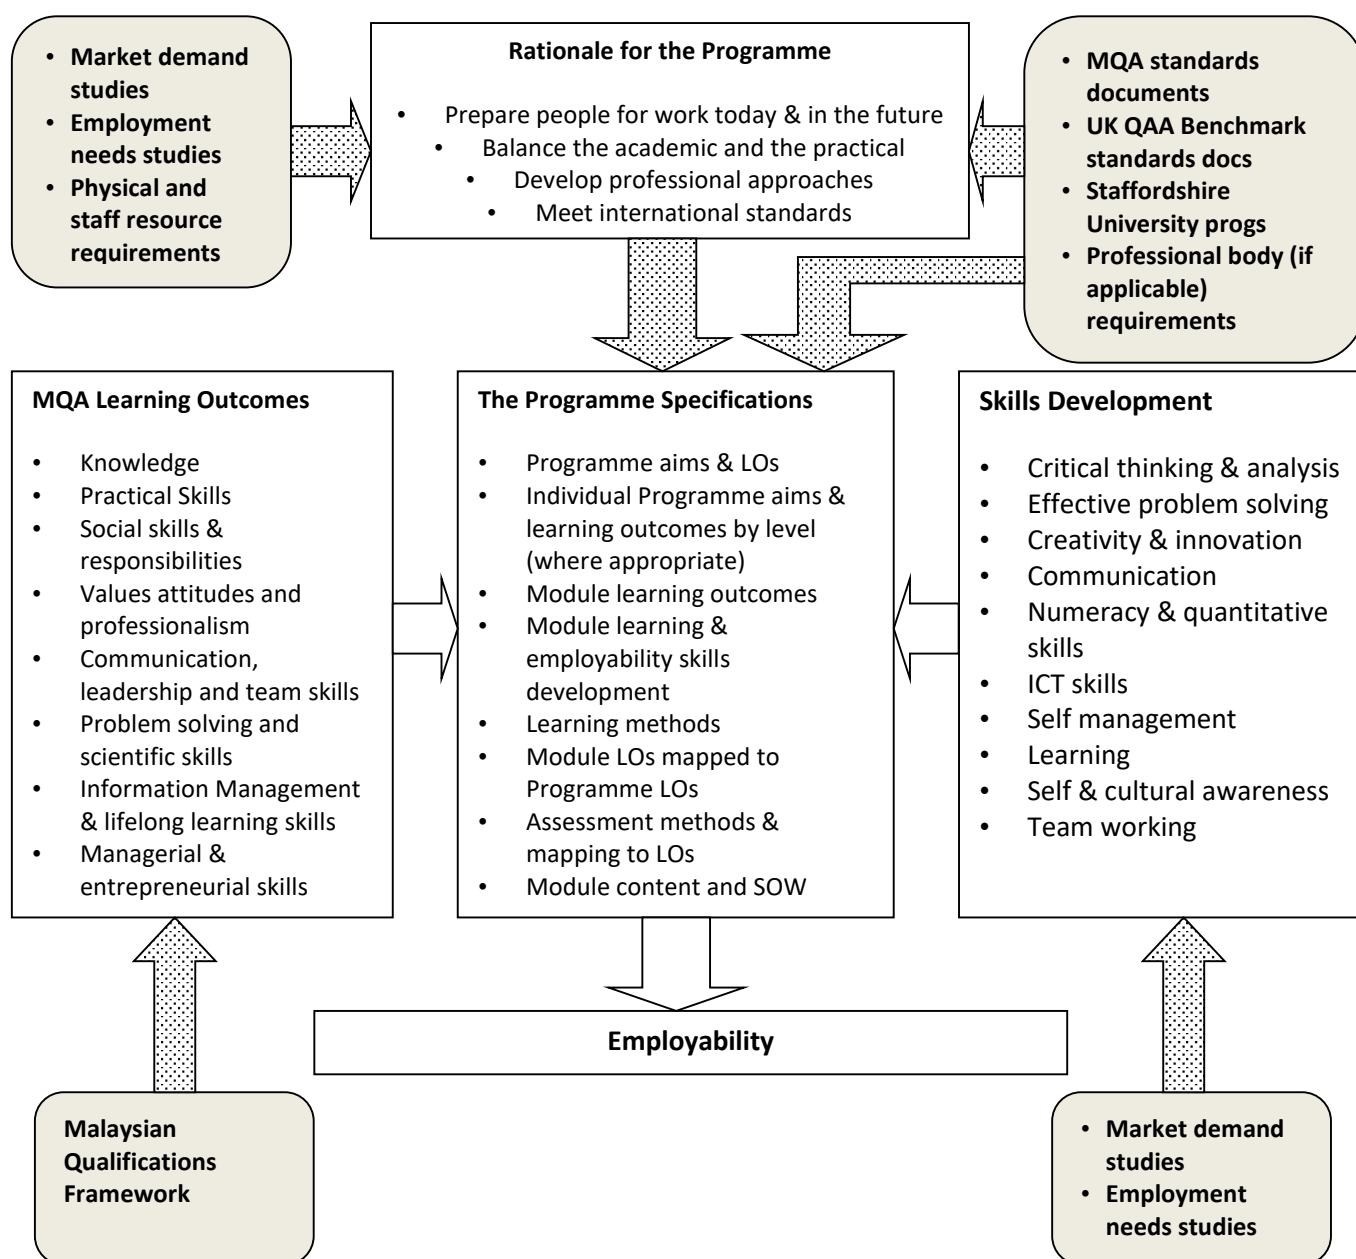 • Market demand
studies
• Employment
needs studies
• Physical and
staff resource
requirements
Rationale for the Programme
• Prepare people for work today & in the future
• Balance the academic and the practical
• Develop professional approaches
• Meet international standards
• MQA standards
documents
• UK QAA Benchmark
standards docs
• Staffordshire
University progs
• Professional body (if
applicable)
requirements
MQA Learning Outcomes
• Knowledge
• Practical Skills
• Social skills &
responsibilities
• Values attitudes and
professionalism
• Communication,
leadership and team skills
• Problem solving and
scientific skills
• Information Management
& lifelong learning skills
• Managerial &
entrepreneurial skills
The Programme Specifications
• Programme aims & LOs
• Individual Programme aims &
learning outcomes by level
(where appropriate)
• Module learning outcomes
• Module learning &
employability skills
development
• Learning methods
• Module LOs mapped to
Programme LOs
• Assessment methods &
mapping to LOs
• Module content and SOW
Skills Development
• Critical thinking & analysis
• Effective problem solving
• Creativity & innovation
• Communication
• Numeracy & quantitative
skills
• ICT skills
• Self management
• Learning
• Self & cultural awareness
• Team working
Employability
Malaysian
Qualifications
Framework
• Market demand
studies
• Employment
needs studies